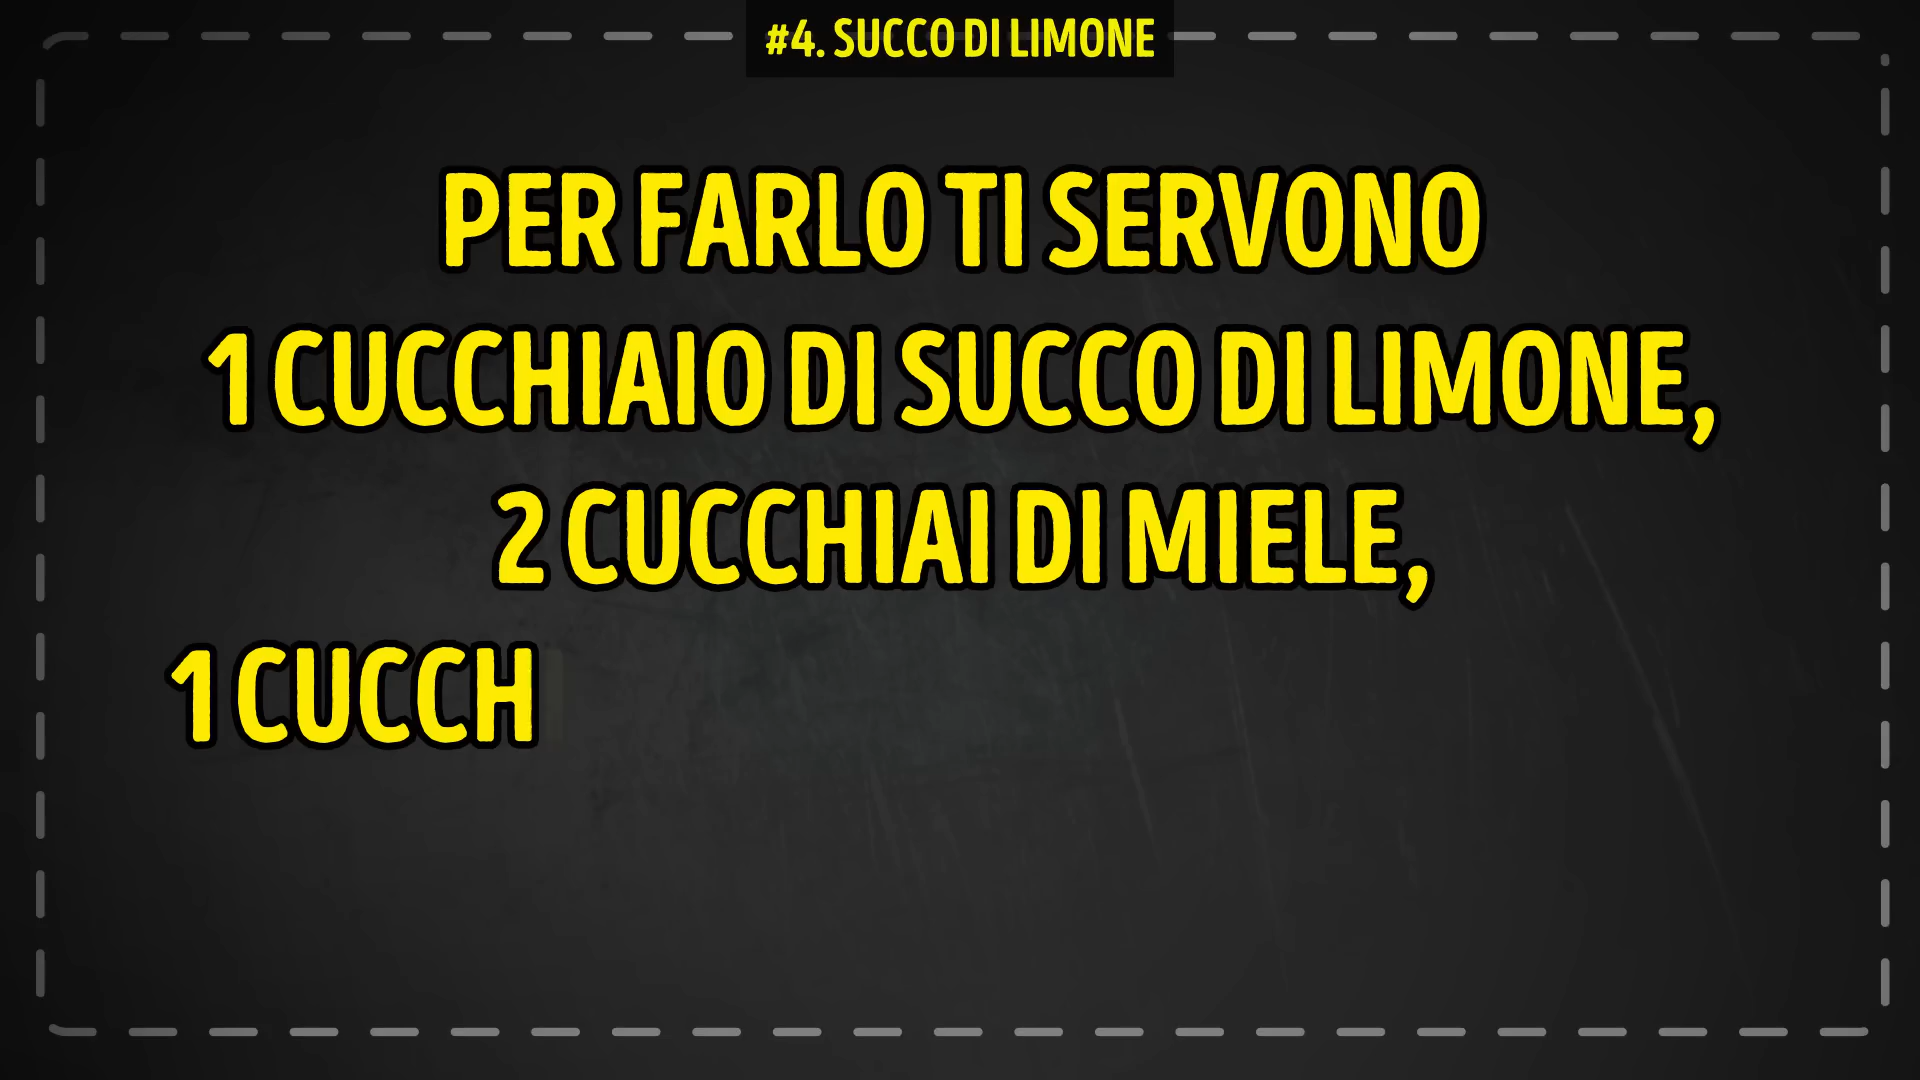 #4. SUCCO DI LIMONE
PER FARLO TI SERVONO
1 CUCCHIAIO DI SUCCO DI LIMONE,
2 CUCCHIAI DI MIELE,
1 CUCCH